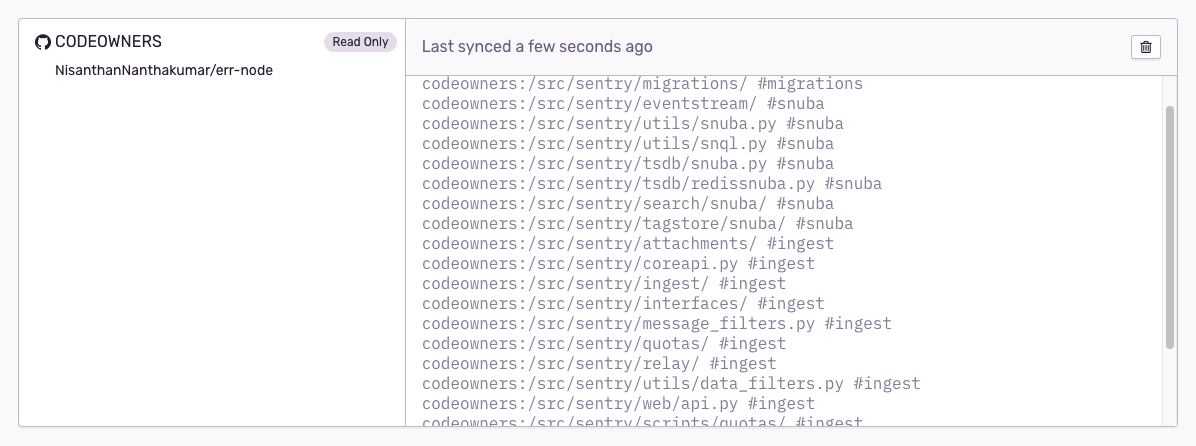 CODEOWNERS
Read Only
NisanthanNanthakumar/err-node
Last synced a few seconds ago
codeowners:/src/sentry/migrations/ #migrations
codeowners:/src/sentry/eventstream/ #snuba
codeowners:/src/sentry/utils/snuba.py #snuba
codeowners:/src/sentry/utils/snql.py #snuba
codeowners:/src/sentry/tsdb/snuba.py #snuba
codeowners:/src/sentry/tsdb/redissnuba.py #snuba
codeowners:/src/sentry/search/snuba/ #snuba
codeowners:/src/sentry/tagstore/snuba/ #snuba
codeowners:/src/sentry/attachments/ #ingest
codeowners:/src/sentry/coreapi.py #ingest
codeowners:/src/sentry/ingest/ #ingest
codeowners:/src/sentry/interfaces/ #ingest
codeowners:/src/sentry/message_filters.py #ingest
codeowners:/src/sentry/quotas/ #ingest
codeowners:/src/sentry/relay/ #ingest
codeowners:/src/sentry/utils/data_filters.py #ingest
codeowners:/src/sentry/web/api.py #ingest
codeowners:/src/sentry/scripts/quotas/ #ingest